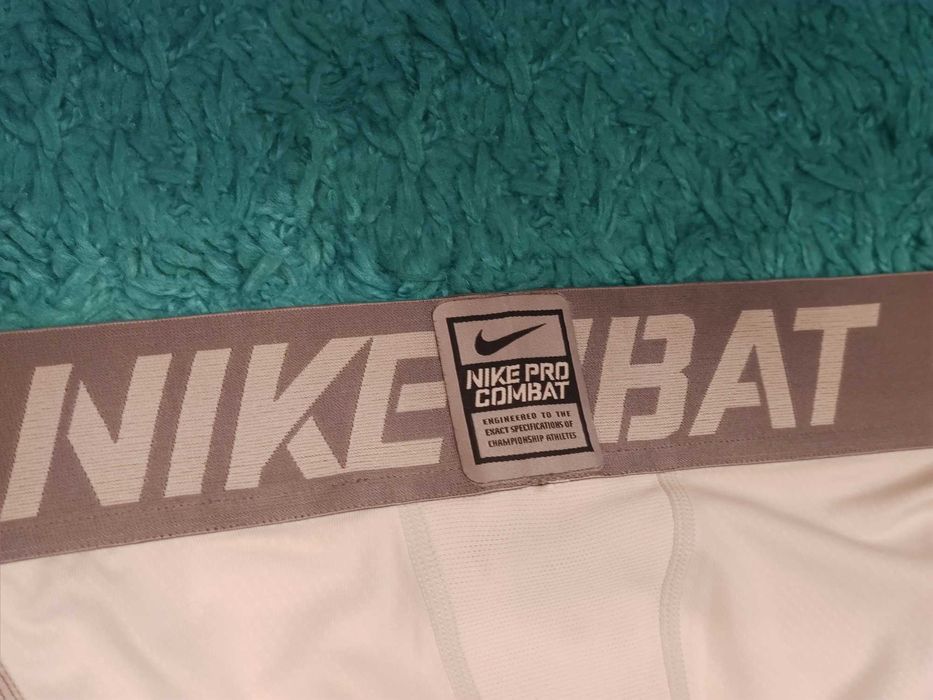 NIKE
NIKE PRO
COMBAT
ENGINEERED TO THE
EXACT SPECIFICATIONS OF
CHAMPIONSHIP ATHLETES
BAT